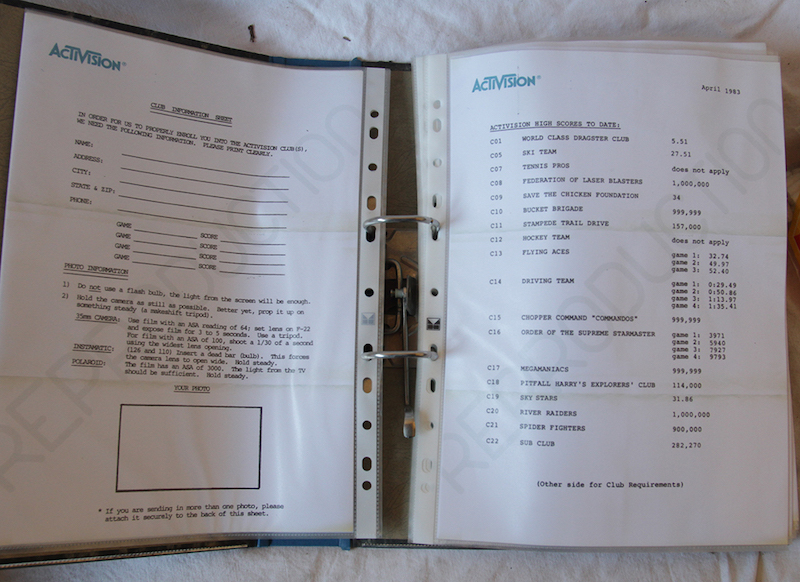 ACTIVISION®
CLUB INFORMATION SHEET
IN ORDER FOR US TO PROPERLY ENROLL YOU INTO THE ACTIVISION CLUB(S),
WE NEED THE FOLLOWING INFORMATION. PLEASE PRINT CLEARLY.
NAME:
ADDRESS:
CITY:
STATE & ZIP:
PHONE:
GAME SCORE
GAME SCORE
GAME SCORE
GAME SCORE
PHOTO INFORMATION
1) Do not use a flash bulb, the light from the screen will be enough.
2) Hold the camera as still as possible. Better yet, prop it up on
something steady (a makeshift tripod).
35mm CAMERA: Use film with an ASA reading of 64; set lens on F-22
and expose film for 3 to 5 seconds. Use a tripod.
For film with an ASA of 100, shoot a 1/30 of a second
using the widest lens opening.
INSTAMATIC: (126 and 110) Insert a dead bar (bulb). This forces
the camera lens to open wide. Hold steady.
POLAROID: The film has an ASA of 3000. The light from the TV
should be sufficient. Hold steady.
YOUR PHOTO
* If you are sending in more than one photo, please
attach it securely to the back of this sheet.
REPRODUCTION
ACTIVISION®
April 1983
ACTIVISION HIGH SCORES TO DATE:
C01 WORLD CLASS DRAGSTER CLUB 5.51
C05 SKI TEAM 27.51
C07 TENNIS PROS does not apply
C08 FEDERATION OF LASER BLASTERS 1,000,000
C09 SAVE THE CHICKEN FOUNDATION 34
C10 BUCKET BRIGADE 999,999
C11 STAMPEDE TRAIL DRIVE 157,000
C12 HOCKEY TEAM does not apply
C13 FLYING ACES game 1: 32.74
game 2: 49.97
game 3: 52.40
C14 DRIVING TEAM game 1: 0:29.49
game 2: 0:50.86
game 3: 1:13.97
game 4: 1:35.41
C15 CHOPPER COMMAND "COMMANDOS" 999,999
C16 ORDER OF THE SUPREME STARMASTER game 1: 3971
game 2: 5940
game 3: 7927
game 4: 9793
C17 MEGAMANIACS 999,999
C18 PITFALL HARRY'S EXPLORERS' CLUB 114,000
C19 SKY STARS 31.86
C20 RIVER RAIDERS 1,000,000
C21 SPIDER FIGHTERS 900,000
C22 SUB CLUB 282,270
(Other side for Club Requirements)
REPRODUCTION